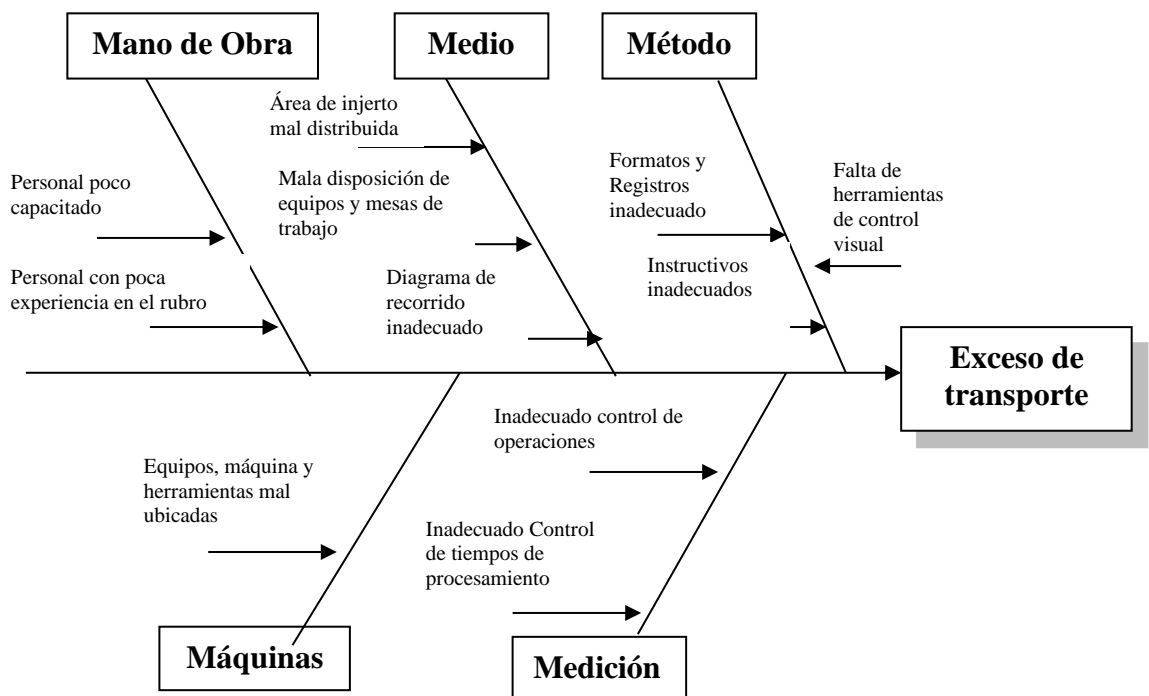 Mano de Obra
Medio
Método
Área de injerto
mal distribuida
Mala disposición de
equipos y mesas de
trabajo
Diagrama de
recorrido
inadecuado
Personal poco
capacitado
Personal con poca
experiencia en el rubro
Formatos y
Registros
inadecuado
Instructivos
inadecuados
Falta de
herramientas
de control
visual
Exceso de
transporte
Equipos, máquina y
herramientas mal
ubicadas
Inadecuado control de
operaciones
Inadecuado Control
de tiempos de
procesamiento
Máquinas
Medición